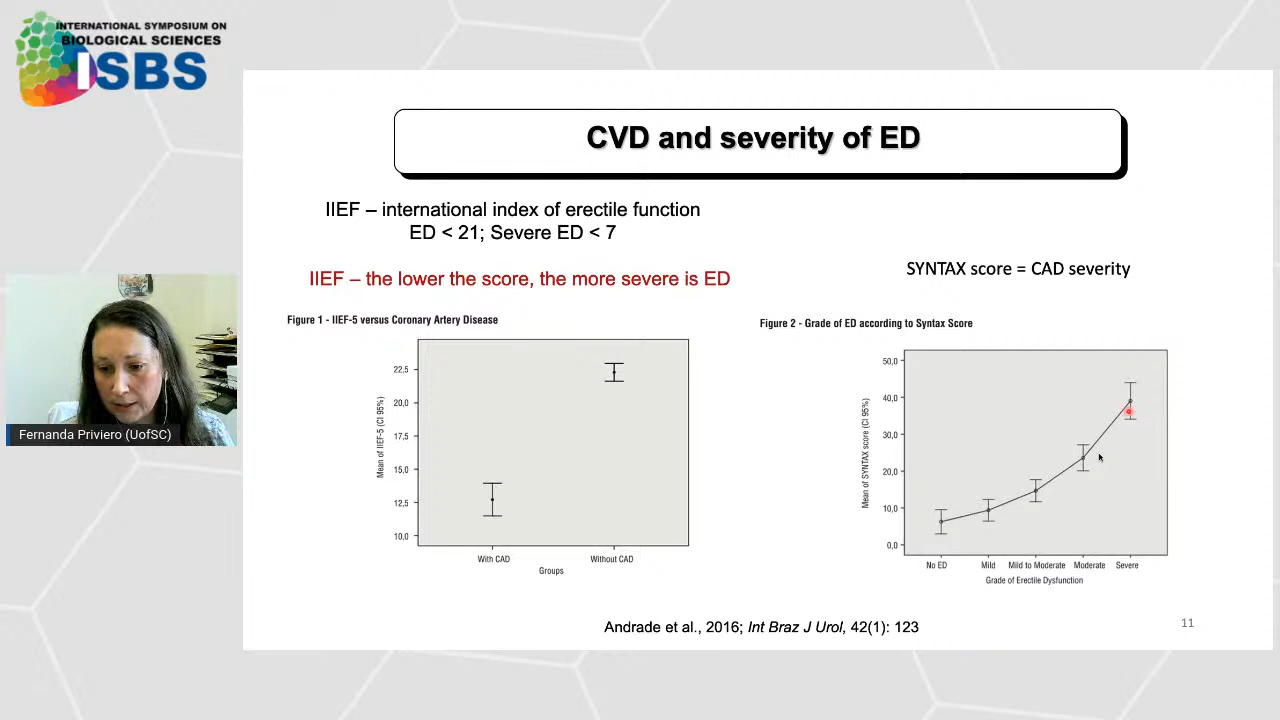 INTERNATIONAL SYMPOSIUM ON
BIOLOGICAL SCIENCES
ISBS
CVD and severity of ED
IIEF – international index of erectile function
ED < 21; Severe ED < 7
IIEF – the lower the score, the more severe is ED
SYNTAX score = CAD severity
Figure 1 - IIEF-5 versus Coronary Artery Disease
Mean of IIEF-5 (CI 95%)
22,5
20,0
17,5
15,0
12,5
10,0
With CAD Without CAD
Groups
Figure 2 - Grade of ED according to Syntax Score
Mean of SYNTAX score (CI 95%)
50,0
40,0
30,0
20,0
10,0
0,0
No ED Mild Mild to Moderate Moderate Severe
Grade of Erectile Dysfunction
Fernanda Priviero (UofSC)
Andrade et al., 2016; Int Braz J Urol, 42(1): 123
11